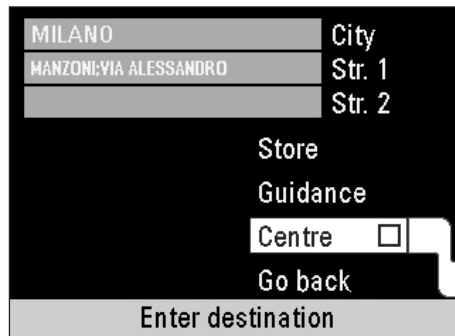 MILANO City
MANZONI;VIA ALESSANDRO Str. 1
Str. 2
Store
Guidance
Centre
Go back
Enter destination